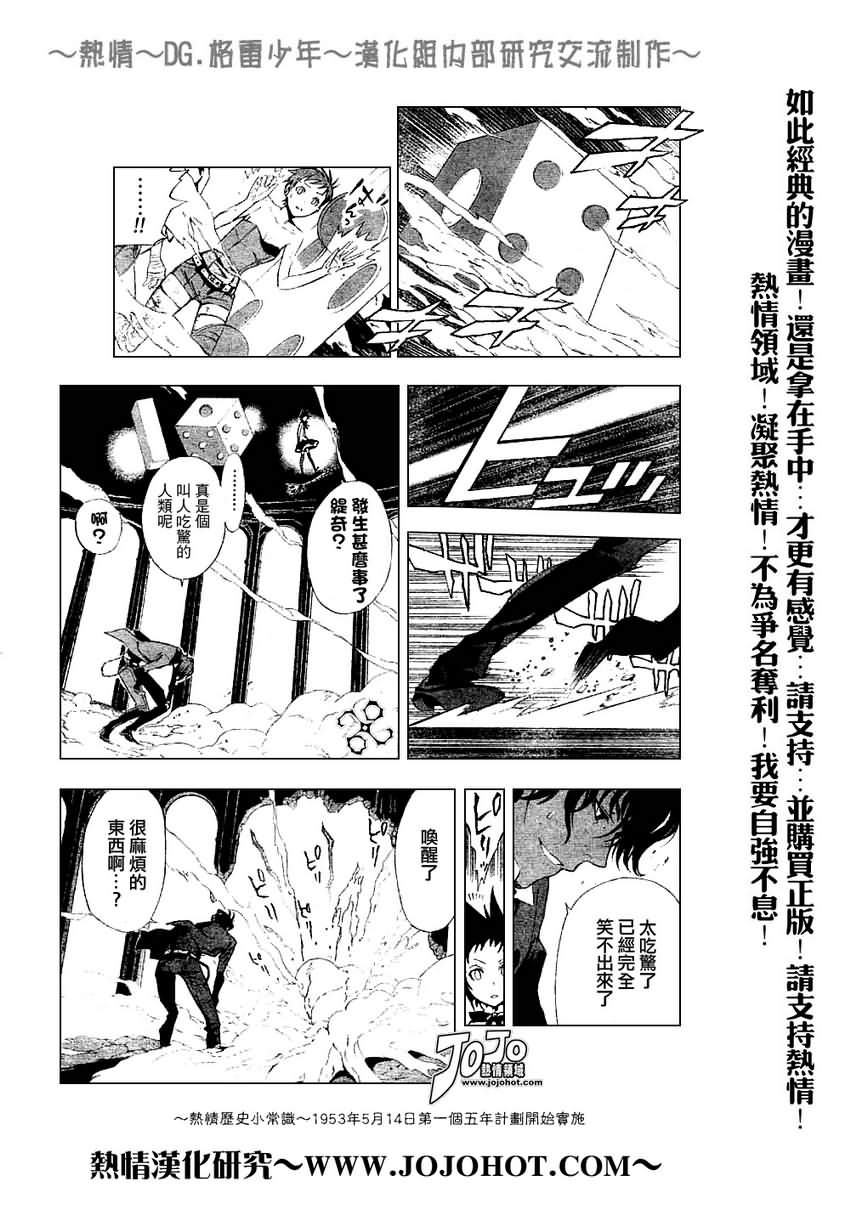 ～熱情～DG.格雷少年～漢化組内部研究交流制作～
如此經典的漫畫！還是拿在手中…才更有感覺…請支持…並購買正版！請支持熱情！
熱情領域！凝聚熱情！不為爭名奪利！我要自強不息！
……!!
ヒュッ
發生甚麼事了
緹奇？
……
真是個
叫人吃驚的
人類呢
啊？
太吃驚了
已經完全
笑不出來了
喚醒了
很麻煩的
東西啊…？
JOJO
熱情領域
www.jojohot.com
～熱績歷史小常識～1953年5月14日第一個五年計劃開始實施
熱情漢化研究～WWW.JOJOHOT.COM～